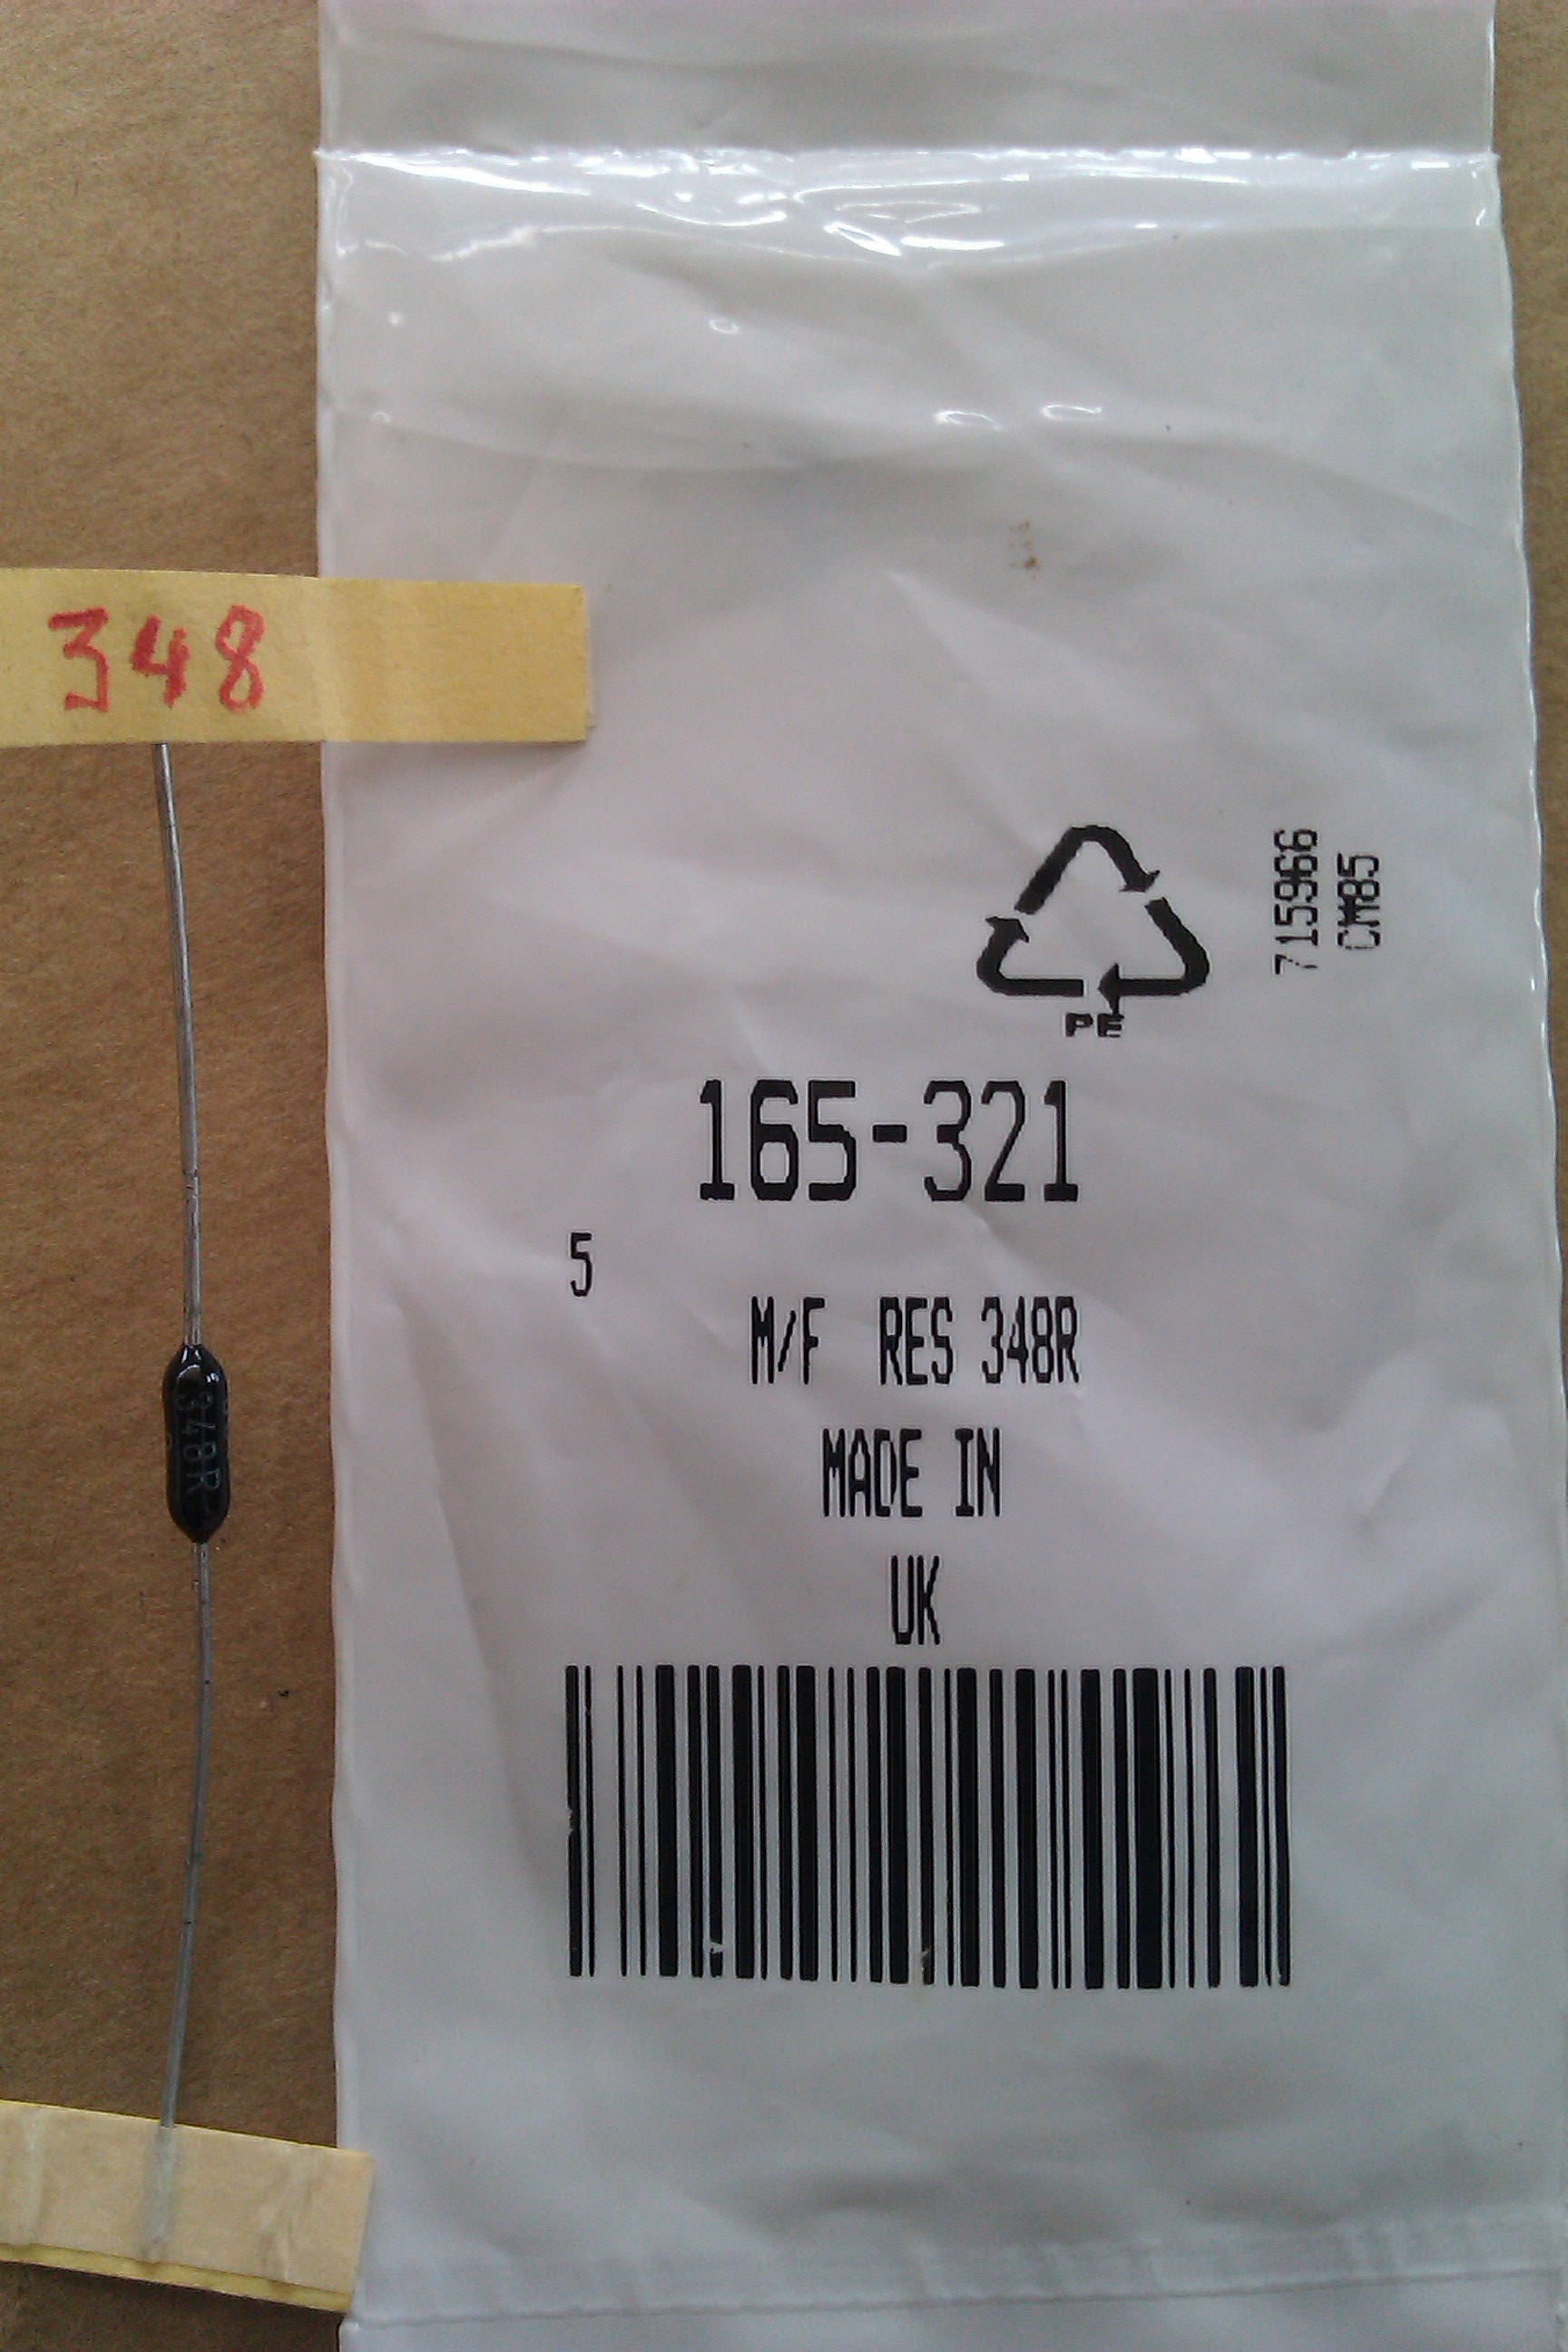 348
715966
CM85
PE
165-321
5
M/F RES 348R
348R
MADE IN
UK